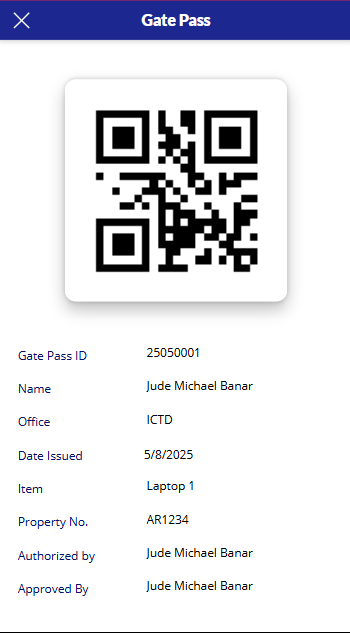 Gate Pass
Gate Pass ID 25050001
Name Jude Michael Banar
Office ICTD
Date Issued 5/8/2025
Item Laptop 1
Property No. AR1234
Authorized by Jude Michael Banar
Approved By Jude Michael Banar